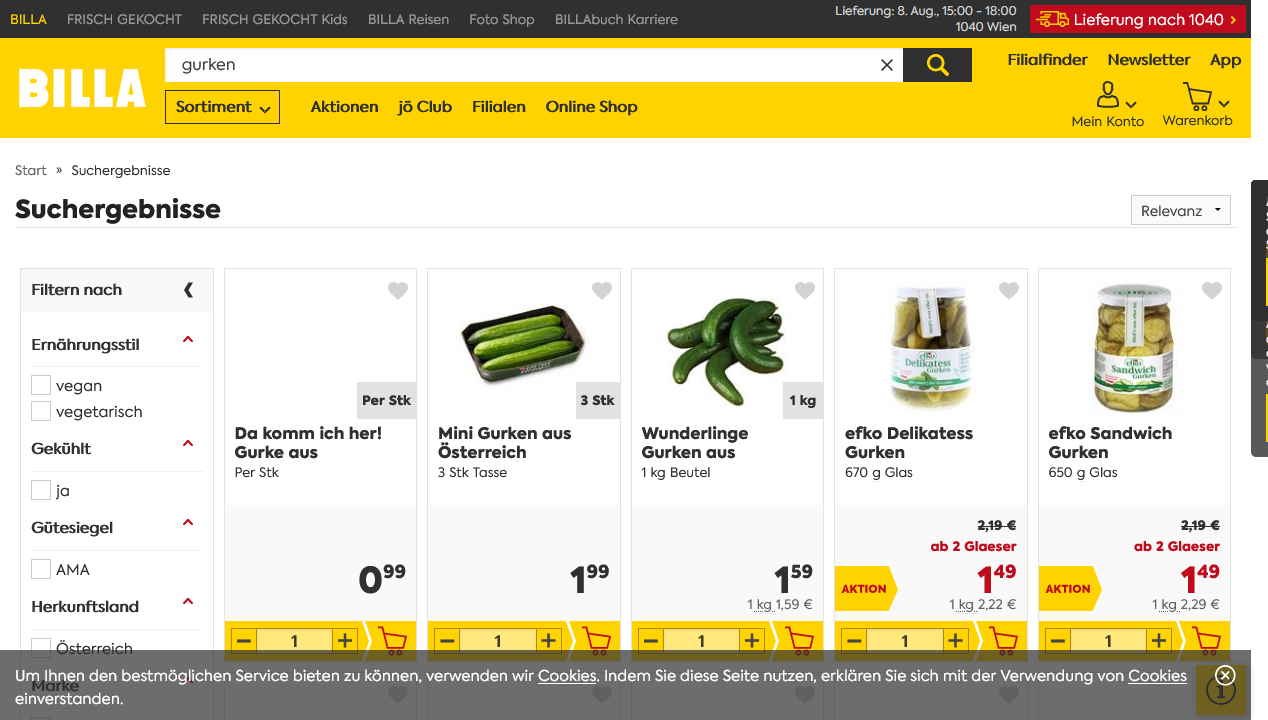 BILLA FRISCH GEKOCHT FRISCH GEKOCHT Kids BILLA Reisen Foto Shop BILLAbuch Karriere
Lieferung: 8. Aug., 15:00 - 18:00
1040 Wien
Lieferung nach 1040
BILLA
gurken
Filialfinder Newsletter App
Sortiment Aktionen jö Club Filialen Online Shop
Mein Konto Warenkorb
Start » Suchergebnisse
Suchergebnisse
Relevanz
Filtern nach
Ernährungsstil
vegan
vegetarisch
Gekühlt
ja
Gütesiegel
AMA
Herkunftsland
Österreich
Marke
Per Stk
Da komm ich her!
Gurke aus
Per Stk
0 99
1
3 Stk
Mini Gurken aus
Österreich
3 Stk Tasse
1 99
1
1 kg
Wunderlinge
Gurken aus
1 kg Beutel
1 59
1 kg 1,59 €
1
efko
Delikatess
Gurken
efko Delikatess
Gurken
670 g Glas
2,19 €
ab 2 Glaeser
AKTION
1 49
1 kg 2,22 €
1
efko
Sandwich
Gurken
efko Sandwich
Gurken
650 g Glas
2,19 €
ab 2 Glaeser
AKTION
1 49
1 kg 2,29 €
1
Um Ihnen den bestmöglichen Service bieten zu können, verwenden wir Cookies. Indem Sie diese Seite nutzen, erklären Sie sich mit der Verwendung von Cookies
einverstanden.